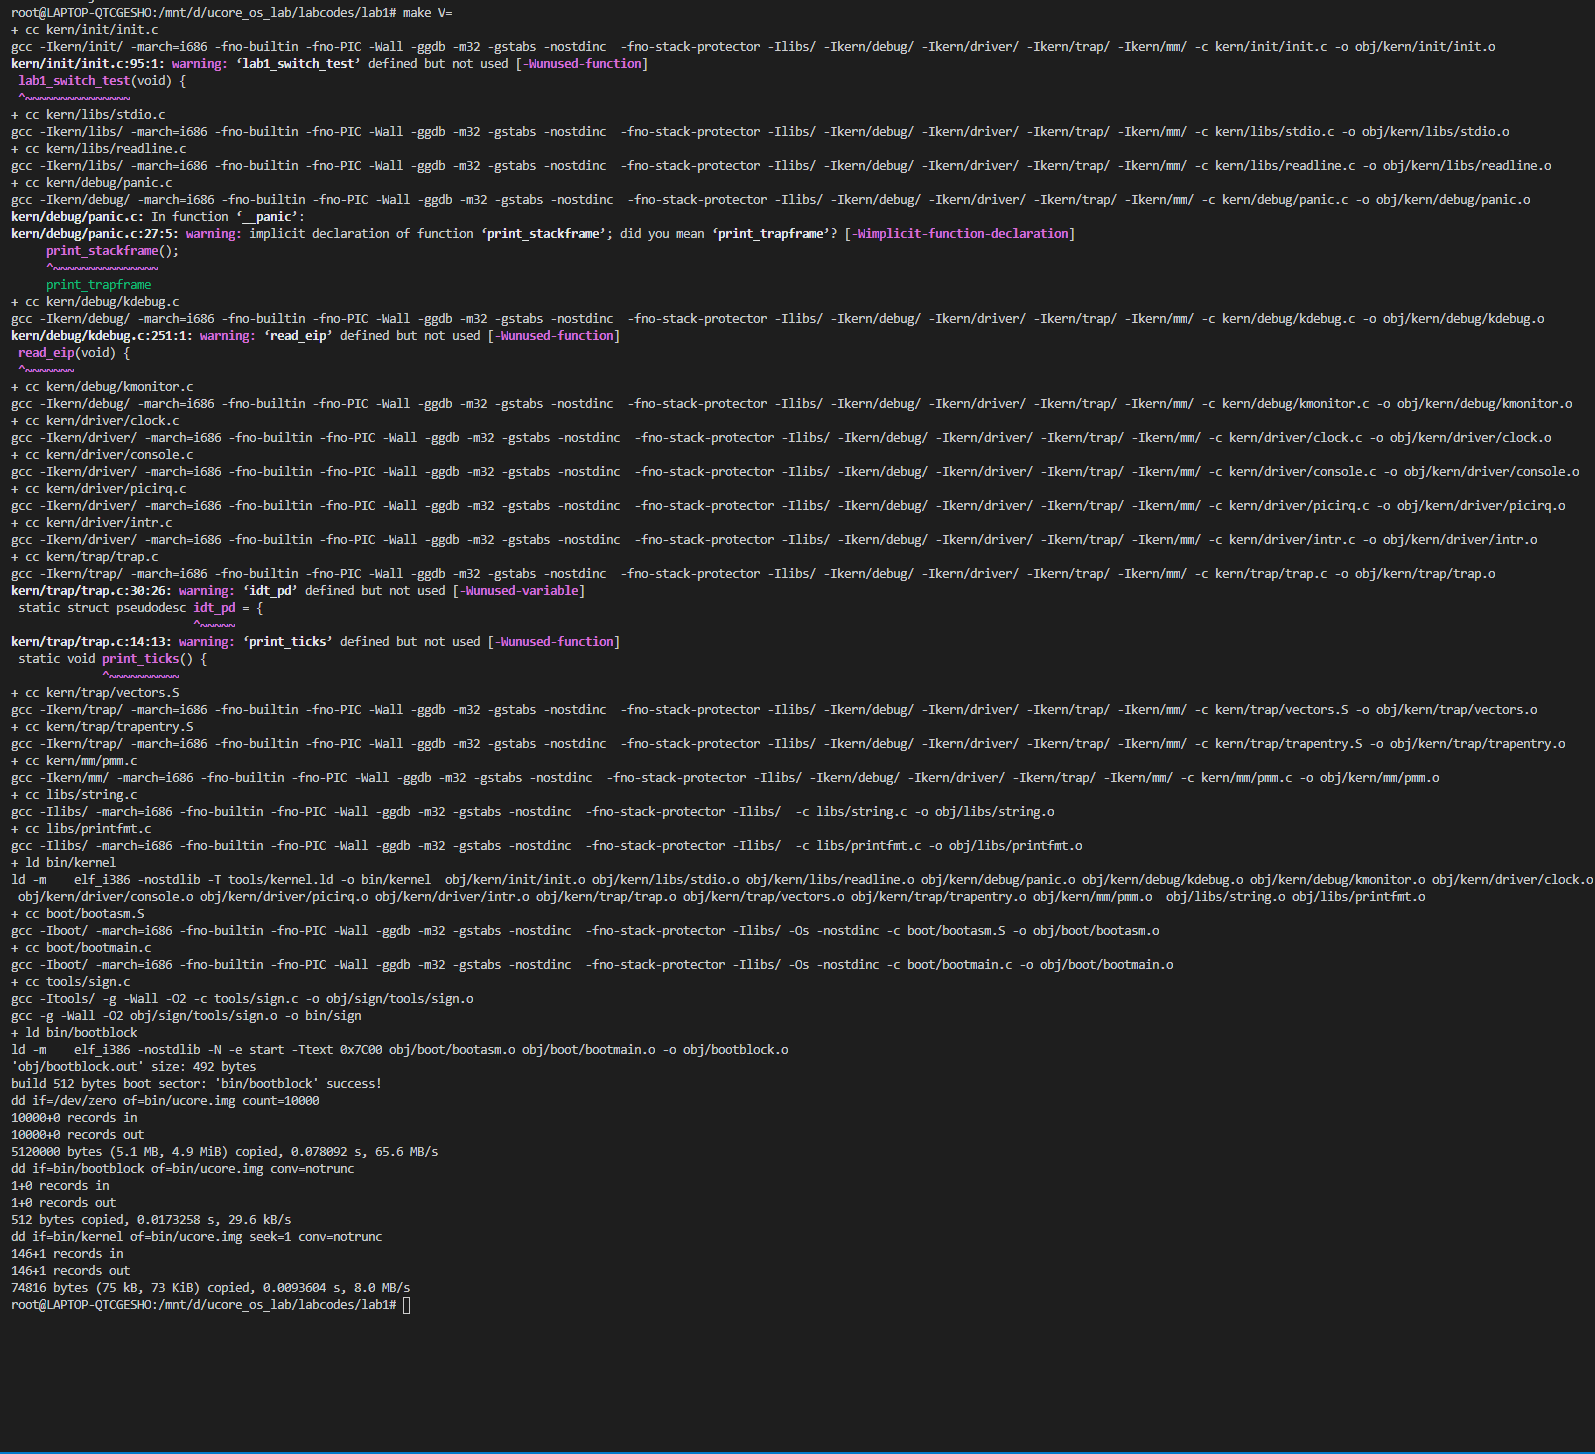 root@LAPTOP-QTCGESHO:/mnt/d/ucore_os_lab/labcodes/lab1# make V=
+ cc kern/init/init.c
gcc -Ikern/init/ -march=i686 -fno-builtin -fno-PIC -Wall -ggdb -m32 -gstabs -nostdinc  -fno-stack-protector -Ilibs/ -Ikern/debug/ -Ikern/driver/ -Ikern/trap/ -Ikern/mm/ -c kern/init/init.c -o obj/kern/init/init.o
kern/init/init.c:95:1: warning: ‘lab1_switch_test’ defined but not used [-Wunused-function]
 lab1_switch_test(void) {
 ^~~~~~~~~~~~~~~~
+ cc kern/libs/stdio.c
gcc -Ikern/libs/ -march=i686 -fno-builtin -fno-PIC -Wall -ggdb -m32 -gstabs -nostdinc  -fno-stack-protector -Ilibs/ -Ikern/debug/ -Ikern/driver/ -Ikern/trap/ -Ikern/mm/ -c kern/libs/stdio.c -o obj/kern/libs/stdio.o
+ cc kern/libs/readline.c
gcc -Ikern/libs/ -march=i686 -fno-builtin -fno-PIC -Wall -ggdb -m32 -gstabs -nostdinc  -fno-stack-protector -Ilibs/ -Ikern/debug/ -Ikern/driver/ -Ikern/trap/ -Ikern/mm/ -c kern/libs/readline.c -o obj/kern/libs/readline.o
+ cc kern/debug/panic.c
gcc -Ikern/debug/ -march=i686 -fno-builtin -fno-PIC -Wall -ggdb -m32 -gstabs -nostdinc  -fno-stack-protector -Ilibs/ -Ikern/debug/ -Ikern/driver/ -Ikern/trap/ -Ikern/mm/ -c kern/debug/panic.c -o obj/kern/debug/panic.o
kern/debug/panic.c: In function ‘__panic’:
kern/debug/panic.c:27:5: warning: implicit declaration of function ‘print_stackframe’; did you mean ‘print_trapframe’? [-Wimplicit-function-declaration]
     print_stackframe();
     ^~~~~~~~~~~~~~~~
     print_trapframe
+ cc kern/debug/kdebug.c
gcc -Ikern/debug/ -march=i686 -fno-builtin -fno-PIC -Wall -ggdb -m32 -gstabs -nostdinc  -fno-stack-protector -Ilibs/ -Ikern/debug/ -Ikern/driver/ -Ikern/trap/ -Ikern/mm/ -c kern/debug/kdebug.c -o obj/kern/debug/kdebug.o
kern/debug/kdebug.c:251:1: warning: ‘read_eip’ defined but not used [-Wunused-function]
 read_eip(void) {
 ^~~~~~~~
+ cc kern/debug/kmonitor.c
gcc -Ikern/debug/ -march=i686 -fno-builtin -fno-PIC -Wall -ggdb -m32 -gstabs -nostdinc  -fno-stack-protector -Ilibs/ -Ikern/debug/ -Ikern/driver/ -Ikern/trap/ -Ikern/mm/ -c kern/debug/kmonitor.c -o obj/kern/debug/kmonitor.o
+ cc kern/driver/clock.c
gcc -Ikern/driver/ -march=i686 -fno-builtin -fno-PIC -Wall -ggdb -m32 -gstabs -nostdinc  -fno-stack-protector -Ilibs/ -Ikern/debug/ -Ikern/driver/ -Ikern/trap/ -Ikern/mm/ -c kern/driver/clock.c -o obj/kern/driver/clock.o
+ cc kern/driver/console.c
gcc -Ikern/driver/ -march=i686 -fno-builtin -fno-PIC -Wall -ggdb -m32 -gstabs -nostdinc  -fno-stack-protector -Ilibs/ -Ikern/debug/ -Ikern/driver/ -Ikern/trap/ -Ikern/mm/ -c kern/driver/console.c -o obj/kern/driver/console.o
+ cc kern/driver/picirq.c
gcc -Ikern/driver/ -march=i686 -fno-builtin -fno-PIC -Wall -ggdb -m32 -gstabs -nostdinc  -fno-stack-protector -Ilibs/ -Ikern/debug/ -Ikern/driver/ -Ikern/trap/ -Ikern/mm/ -c kern/driver/picirq.c -o obj/kern/driver/picirq.o
+ cc kern/driver/intr.c
gcc -Ikern/driver/ -march=i686 -fno-builtin -fno-PIC -Wall -ggdb -m32 -gstabs -nostdinc  -fno-stack-protector -Ilibs/ -Ikern/debug/ -Ikern/driver/ -Ikern/trap/ -Ikern/mm/ -c kern/driver/intr.c -o obj/kern/driver/intr.o
+ cc kern/trap/trap.c
gcc -Ikern/trap/ -march=i686 -fno-builtin -fno-PIC -Wall -ggdb -m32 -gstabs -nostdinc  -fno-stack-protector -Ilibs/ -Ikern/debug/ -Ikern/driver/ -Ikern/trap/ -Ikern/mm/ -c kern/trap/trap.c -o obj/kern/trap/trap.o
kern/trap/trap.c:30:26: warning: ‘idt_pd’ defined but not used [-Wunused-variable]
 static struct pseudodesc idt_pd = {
                          ^~~~~~
kern/trap/trap.c:14:13: warning: ‘print_ticks’ defined but not used [-Wunused-function]
 static void print_ticks() {
             ^~~~~~~~~~~
+ cc kern/trap/vectors.S
gcc -Ikern/trap/ -march=i686 -fno-builtin -fno-PIC -Wall -ggdb -m32 -gstabs -nostdinc  -fno-stack-protector -Ilibs/ -Ikern/debug/ -Ikern/driver/ -Ikern/trap/ -Ikern/mm/ -c kern/trap/vectors.S -o obj/kern/trap/vectors.o
+ cc kern/trap/trapentry.S
gcc -Ikern/trap/ -march=i686 -fno-builtin -fno-PIC -Wall -ggdb -m32 -gstabs -nostdinc  -fno-stack-protector -Ilibs/ -Ikern/debug/ -Ikern/driver/ -Ikern/trap/ -Ikern/mm/ -c kern/trap/trapentry.S -o obj/kern/trap/trapentry.o
+ cc kern/mm/pmm.c
gcc -Ikern/mm/ -march=i686 -fno-builtin -fno-PIC -Wall -ggdb -m32 -gstabs -nostdinc  -fno-stack-protector -Ilibs/ -Ikern/debug/ -Ikern/driver/ -Ikern/trap/ -Ikern/mm/ -c kern/mm/pmm.c -o obj/kern/mm/pmm.o
+ cc libs/string.c
gcc -Ilibs/ -march=i686 -fno-builtin -fno-PIC -Wall -ggdb -m32 -gstabs -nostdinc  -fno-stack-protector -Ilibs/  -c libs/string.c -o obj/libs/string.o
+ cc libs/printfmt.c
gcc -Ilibs/ -march=i686 -fno-builtin -fno-PIC -Wall -ggdb -m32 -gstabs -nostdinc  -fno-stack-protector -Ilibs/  -c libs/printfmt.c -o obj/libs/printfmt.o
+ ld bin/kernel
ld -m    elf_i386 -nostdlib -T tools/kernel.ld -o bin/kernel  obj/kern/init/init.o obj/kern/libs/stdio.o obj/kern/libs/readline.o obj/kern/debug/panic.o obj/kern/debug/kdebug.o obj/kern/debug/kmonitor.o obj/kern/driver/clock.o
 obj/kern/driver/console.o obj/kern/driver/picirq.o obj/kern/driver/intr.o obj/kern/trap/trap.o obj/kern/trap/vectors.o obj/kern/trap/trapentry.o obj/kern/mm/pmm.o  obj/libs/string.o obj/libs/printfmt.o
+ cc boot/bootasm.S
gcc -Iboot/ -march=i686 -fno-builtin -fno-PIC -Wall -ggdb -m32 -gstabs -nostdinc  -fno-stack-protector -Ilibs/ -Os -nostdinc -c boot/bootasm.S -o obj/boot/bootasm.o
+ cc boot/bootmain.c
gcc -Iboot/ -march=i686 -fno-builtin -fno-PIC -Wall -ggdb -m32 -gstabs -nostdinc  -fno-stack-protector -Ilibs/ -Os -nostdinc -c boot/bootmain.c -o obj/boot/bootmain.o
+ cc tools/sign.c
gcc -Itools/ -g -Wall -O2 -c tools/sign.c -o obj/sign/tools/sign.o
gcc -g -Wall -O2 obj/sign/tools/sign.o -o bin/sign
+ ld bin/bootblock
ld -m    elf_i386 -nostdlib -N -e start -Ttext 0x7C00 obj/boot/bootasm.o obj/boot/bootmain.o -o obj/bootblock.o
'obj/bootblock.out' size: 492 bytes
build 512 bytes boot sector: 'bin/bootblock' success!
dd if=/dev/zero of=bin/ucore.img count=10000
10000+0 records in
10000+0 records out
5120000 bytes (5.1 MB, 4.9 MiB) copied, 0.078092 s, 65.6 MB/s
dd if=bin/bootblock of=bin/ucore.img conv=notrunc
1+0 records in
1+0 records out
512 bytes copied, 0.0173258 s, 29.6 kB/s
dd if=bin/kernel of=bin/ucore.img seek=1 conv=notrunc
146+1 records in
146+1 records out
74816 bytes (75 kB, 73 KiB) copied, 0.0093604 s, 8.0 MB/s
root@LAPTOP-QTCGESHO:/mnt/d/ucore_os_lab/labcodes/lab1#